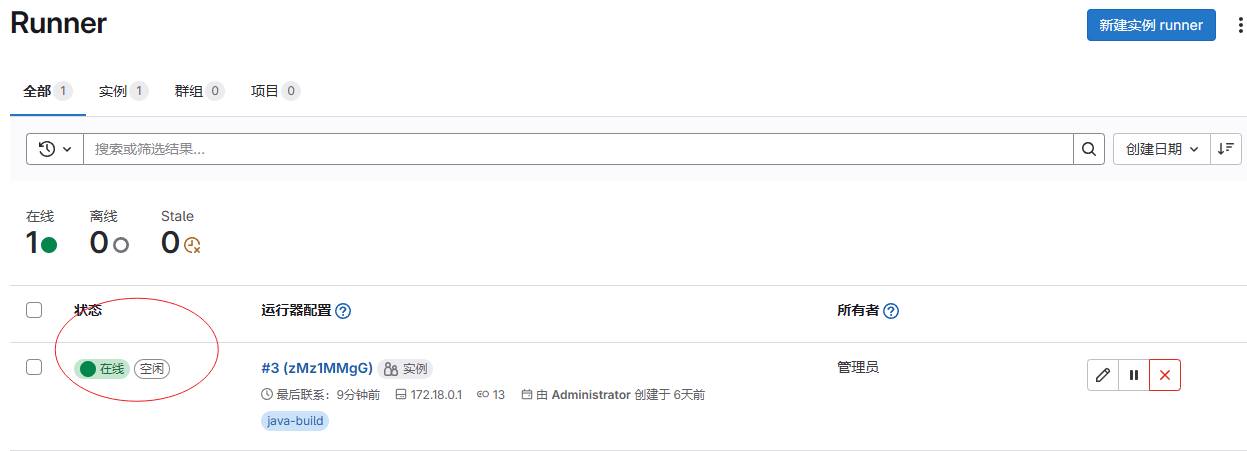 Runner
新建实例 runner
全部 1 实例 1 群组 0 项目 0
搜索或筛选结果... 创建日期
在线 离线 Stale
1 0 0
状态 运行器配置 ? 所有者 ?
在线 空闲 #3 (zMz1MMgG) 实例 管理员
最后联系：9分钟前 172.18.0.1 13 由 Administrator 创建于 6天前
java-build